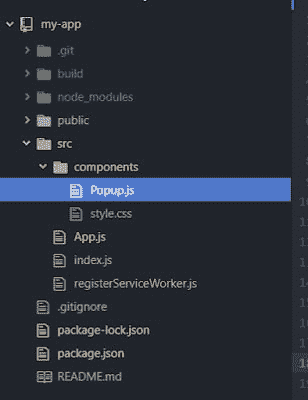 my-app
.git
build
node_modules
public
src
components
Popup.js
style.css
App.js
index.js
registerServiceWorker.js
.gitignore
package-lock.json
package.json
README.md